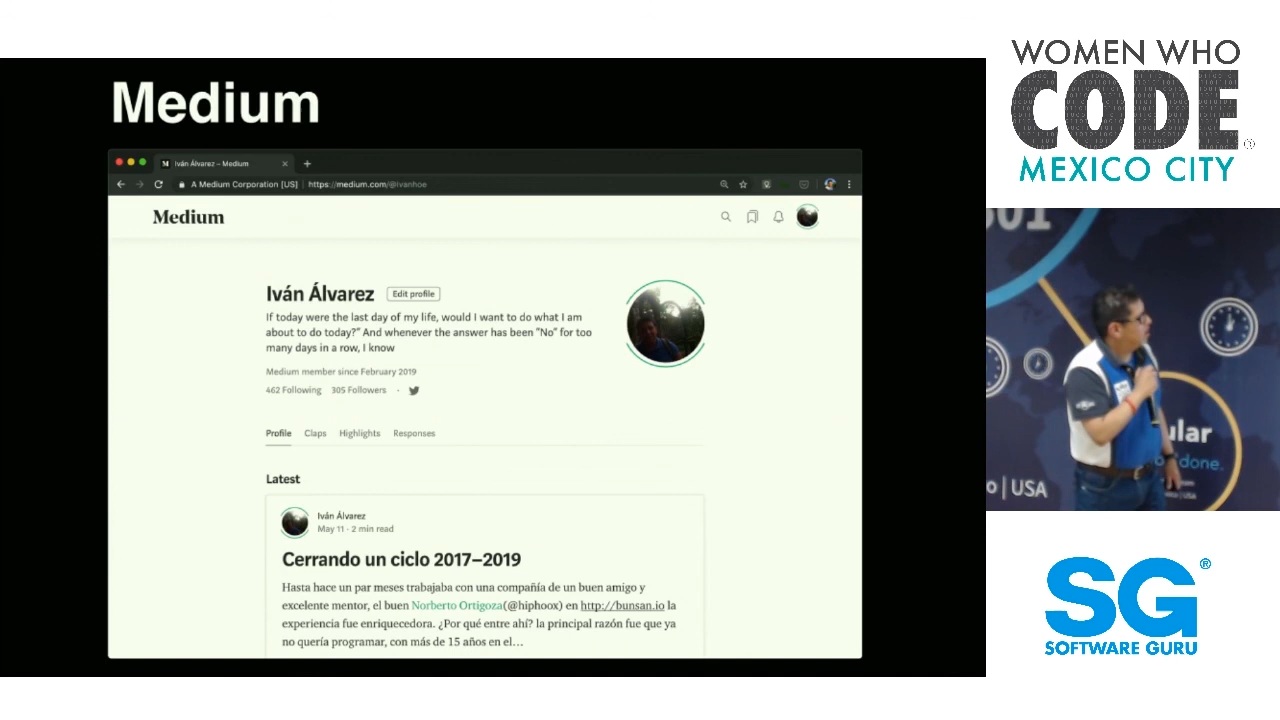 Medium
Iván Álvarez – Medium
A Medium Corporation [US] | https://medium.com/@ivanhoe
Medium
Iván Álvarez Edit profile
If today were the last day of my life, would I want to do what I am
about to do today?" And whenever the answer has been "No" for too
many days in a row, I know
Medium member since February 2019
462 Following 305 Followers
Profile Claps Highlights Responses
Latest
Iván Álvarez
May 11 · 2 min read
Cerrando un ciclo 2017–2019
Hasta hace un par meses trabajaba con una compañía de un buen amigo y
excelente mentor, el buen Norberto Ortigoza(@hiphoox) en http://bunsan.io la
experiencia fue enriquecedora. ¿Por qué entre ahí? la principal razón fue que ya
no quería programar, con más de 15 años en el…
WOMEN WHO
CODE
MEXICO CITY
ular
done.
o | USA
SG
SOFTWARE GURU